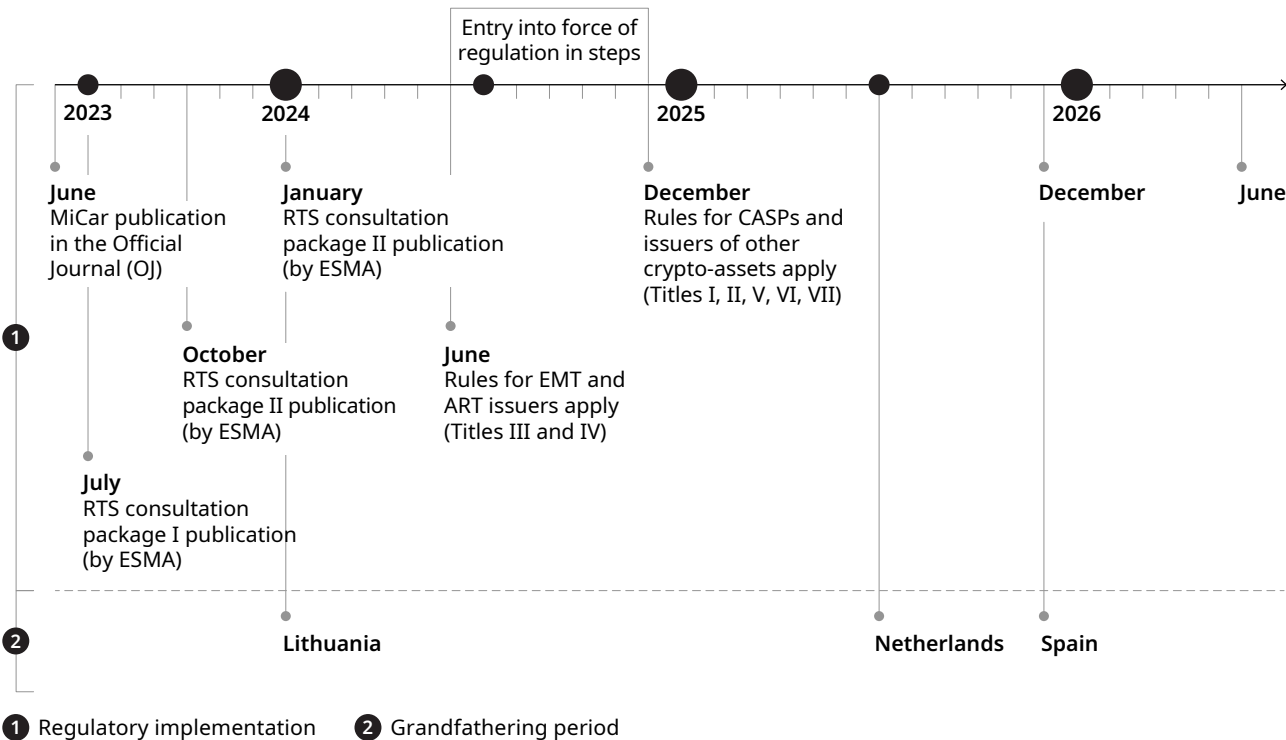 Entry into force of
regulation in steps
2023
2024
2025
2026
June
MiCar publication
in the Official
Journal (OJ)
January
RTS consultation
package II publication
(by ESMA)
December
Rules for CASPs and
issuers of other
crypto-assets apply
(Titles I, II, V, VI, VII)
December
June
1
October
RTS consultation
package II publication
(by ESMA)
June
Rules for EMT and
ART issuers apply
(Titles III and IV)
July
RTS consultation
package I publication
(by ESMA)
2
Lithuania
Netherlands
Spain
1 Regulatory implementation
2 Grandfathering period